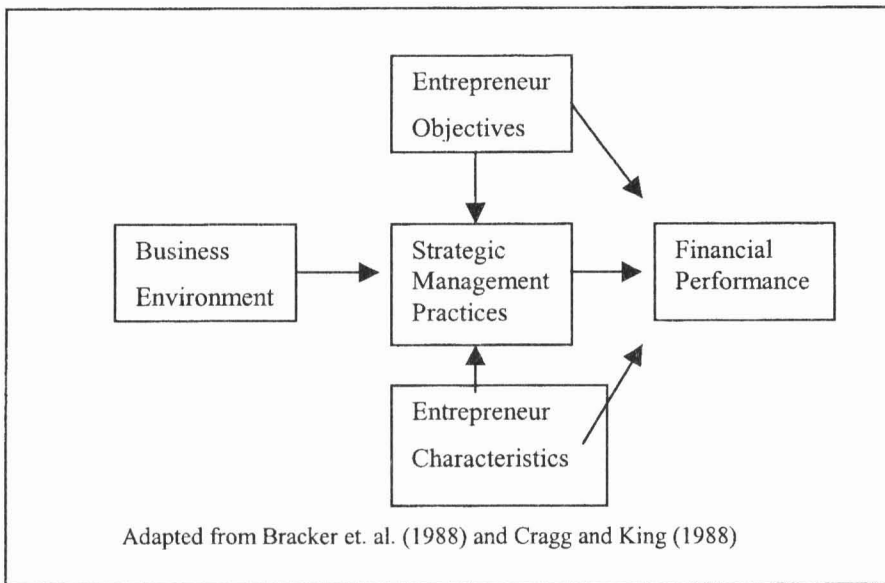 Entrepreneur
Objectives
Business
Environment
Strategic
Management
Practices
Financial
Performance
Entrepreneur
Characteristics
Adapted from Bracker et. al. (1988) and Cragg and King (1988)